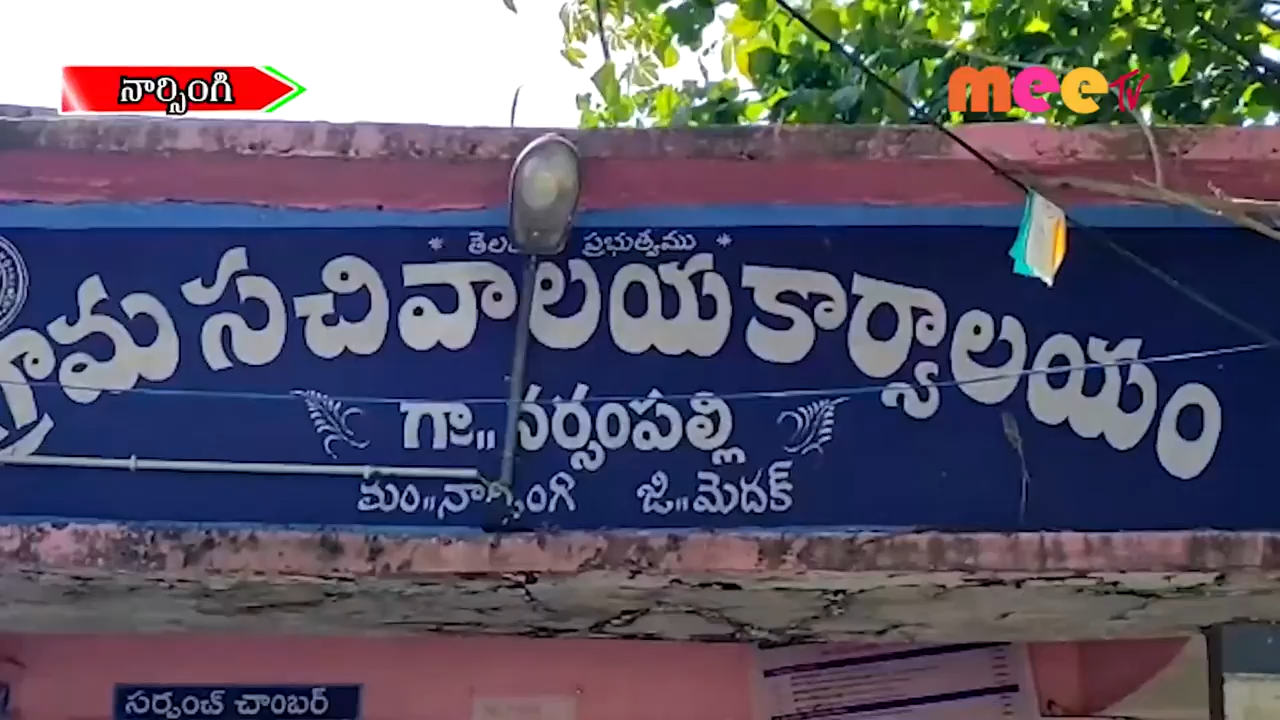 నార్సింగి
mee TV
ప్రభుత్వము
గ్రామ సచివాలయ కార్యాలయం
గ్రా,, నర్సంపల్లి
మం,, నార్సింగి జి,, మెదక్
సర్పంచ్ చాంబర్